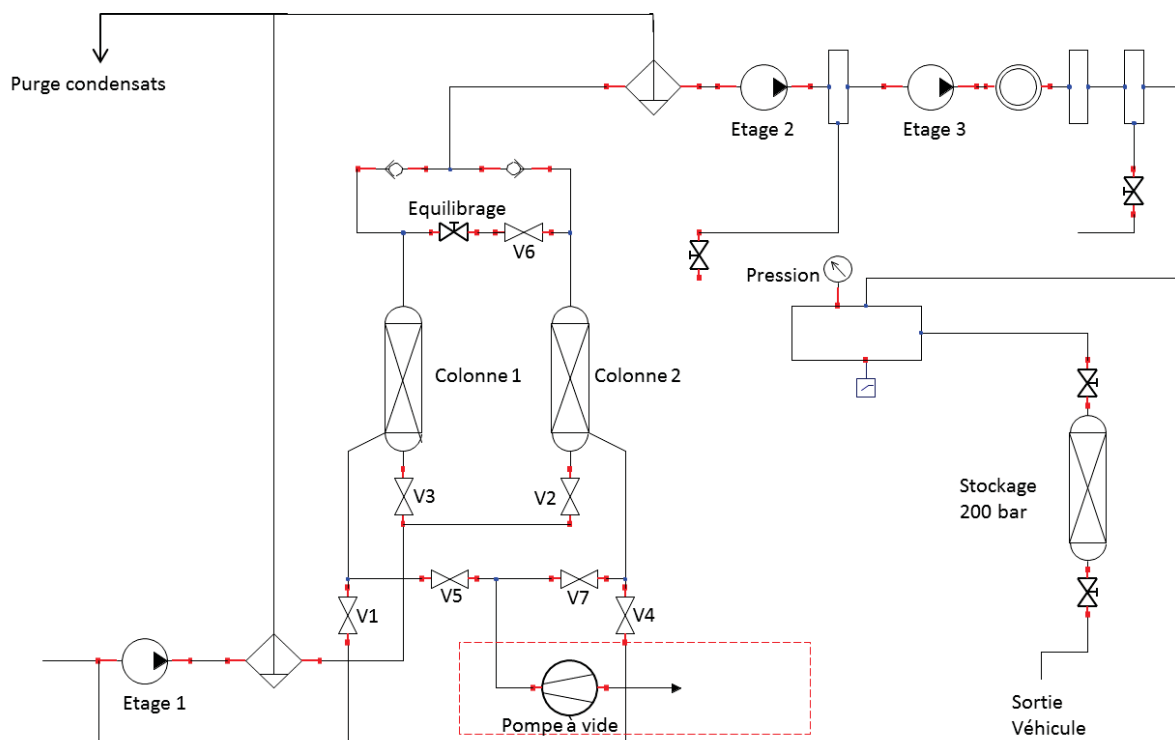 Purge condensats
Etage 2
Etage 3
Equilibrage
V6
Pression
Colonne 1
Colonne 2
V3
V2
Stockage
200 bar
V5
V7
V1
V4
Etage 1
Pompe à vide
Sortie
Véhicule